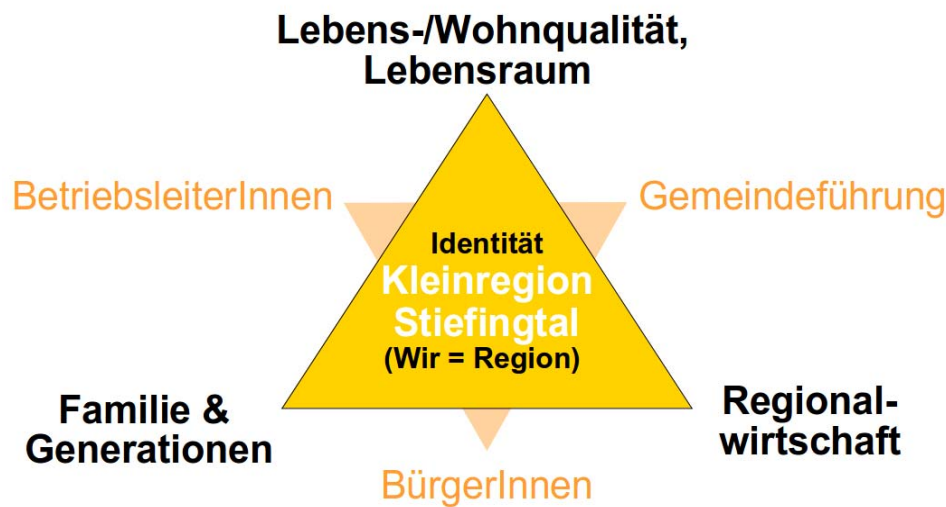 Lebens-/Wohnqualität,
Lebensraum
BetriebsleiterInnen
Gemeindeführung
Identität
Kleinregion
Stiefingtal
(Wir = Region)
Familie &
Generationen
Regional-
wirtschaft
BürgerInnen